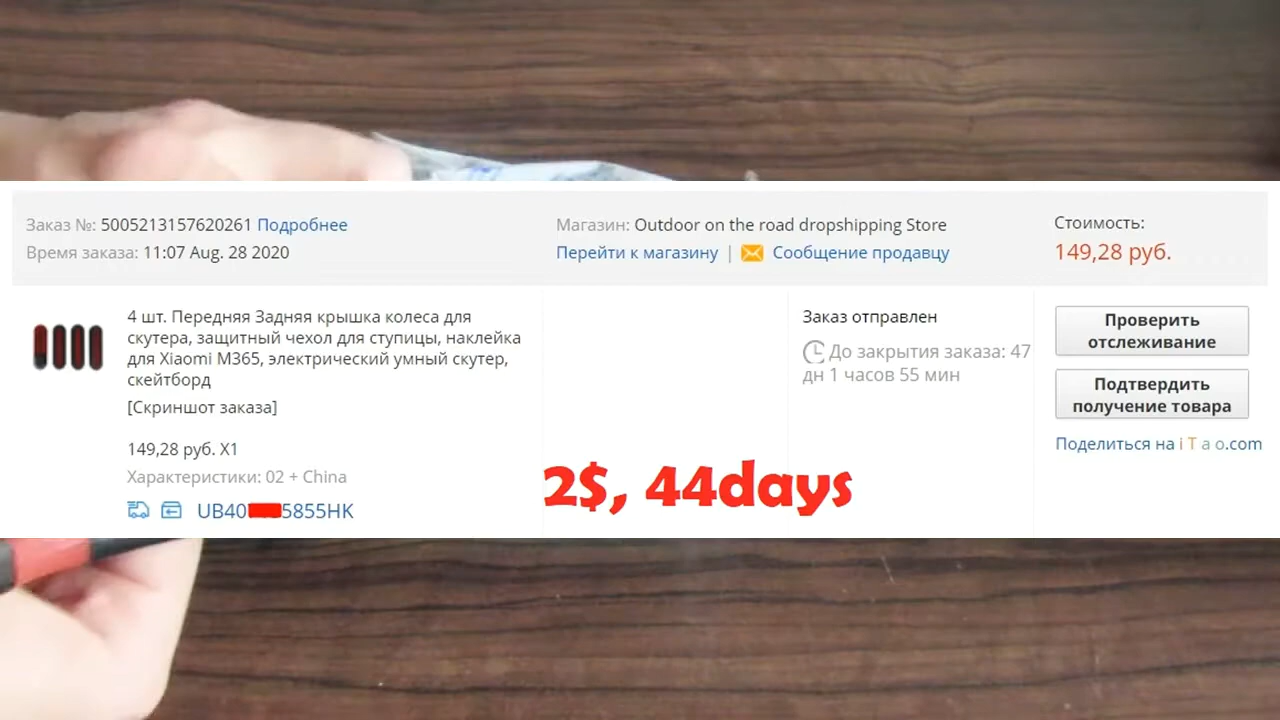 Заказ №: 5005213157620261 Подробнее
Время заказа: 11:07 Aug. 28 2020
Магазин: Outdoor on the road dropshipping Store
Перейти к магазину | Сообщение продавцу
Стоимость:
149,28 руб.
4 шт. Передняя Задняя крышка колеса для
скутера, защитный чехол для ступицы, наклейка
для Xiaomi M365, электрический умный скутер,
скейтборд
[Скриншот заказа]
149,28 руб. X1
Характеристики: 02 + China
UB40 5855HK
Заказ отправлен
До закрытия заказа: 47
дн 1 часов 55 мин
Проверить
отслеживание
Подтвердить
получение товара
Поделиться на i T a o.com
2$, 44days